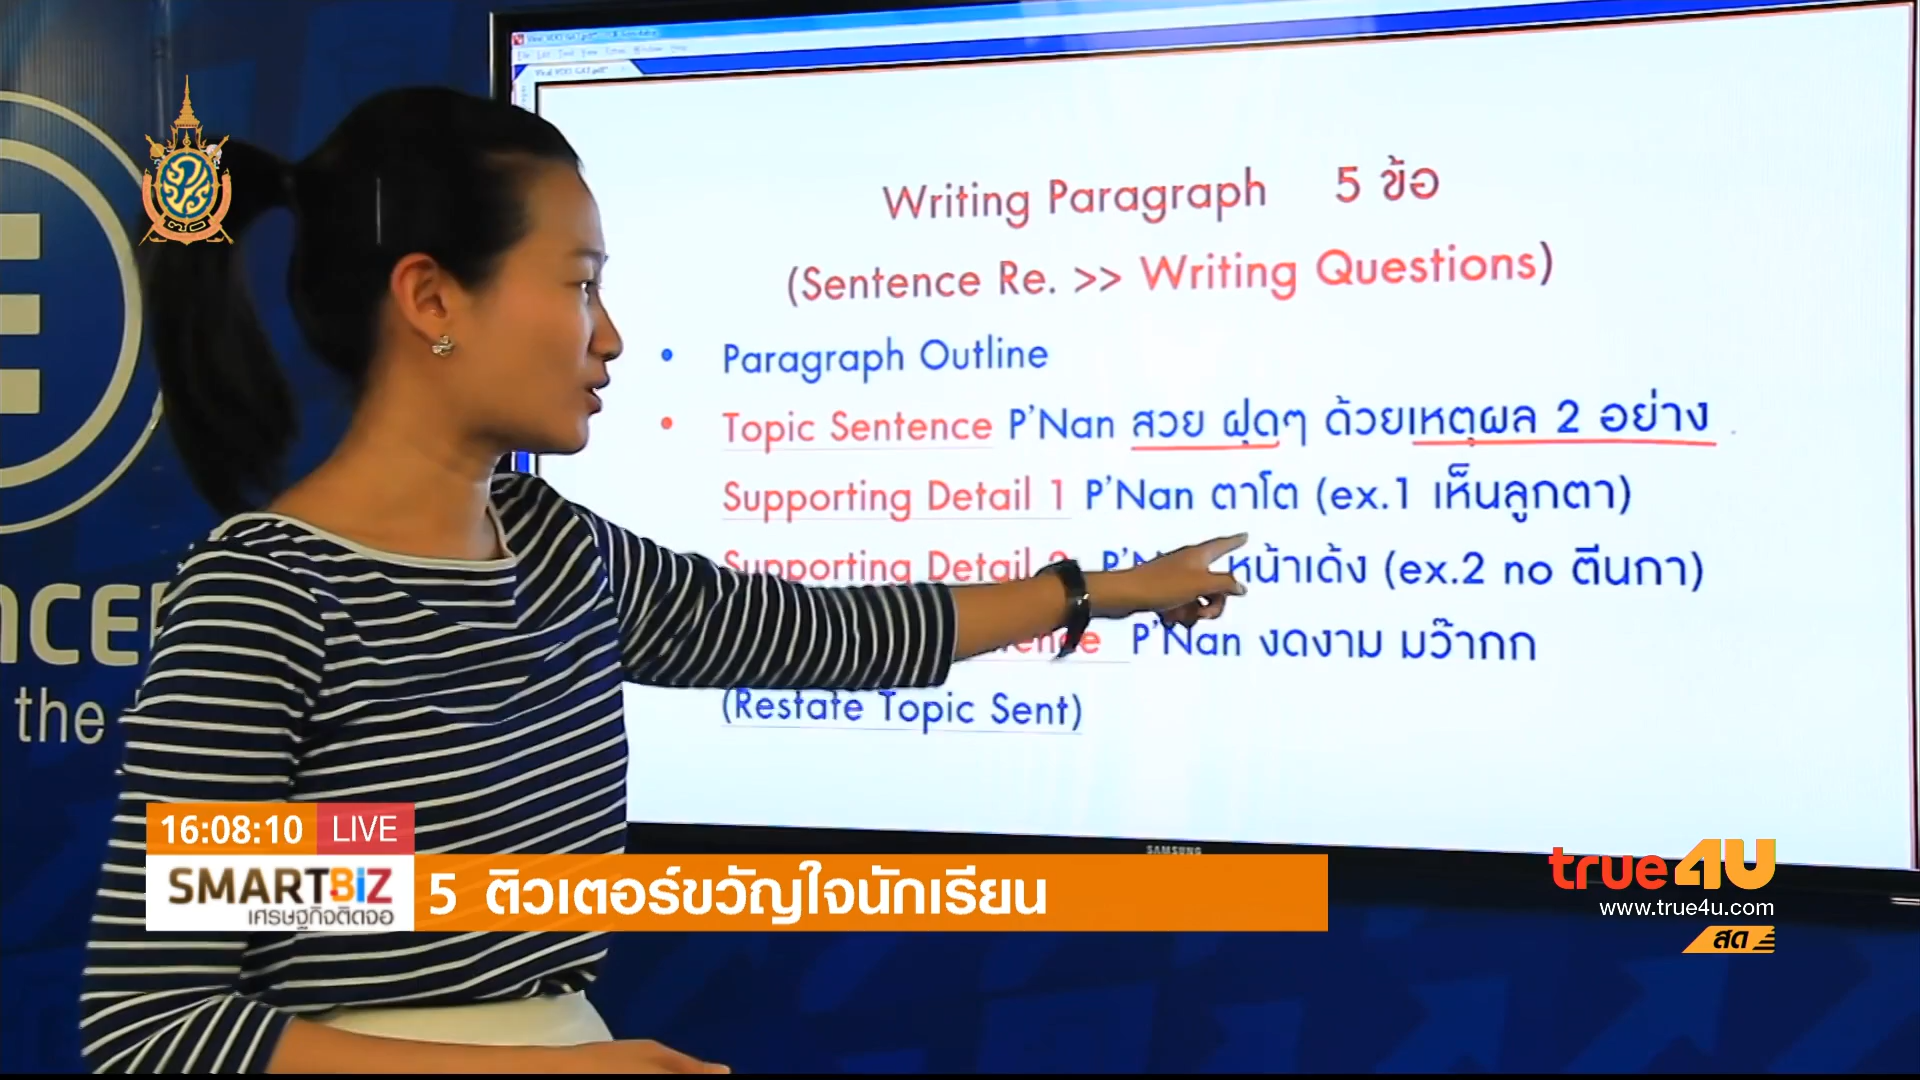 Writing Paragraph 5 ข้อ
(Sentence Re. >> Writing Questions)
• Paragraph Outline
• Topic Sentence P'Nan สวย ฝุดๆ ด้วยเหตุผล 2 อย่าง
Supporting Detail 1 P'Nan ตาโต (ex.1 เห็นลูกตา)
Supporting Detail หน้าเด้ง (ex.2 no ตีนกา)
P'Nan งดงาม มว๊ากก
(Restate Topic Sent)
the
SAMSUNG
16:08:10 LIVE
SMARTBIZ
เศรษฐกิจติดจอ
5 ติวเตอร์ขวัญใจนักเรียน
true4U
www.true4u.com
สด